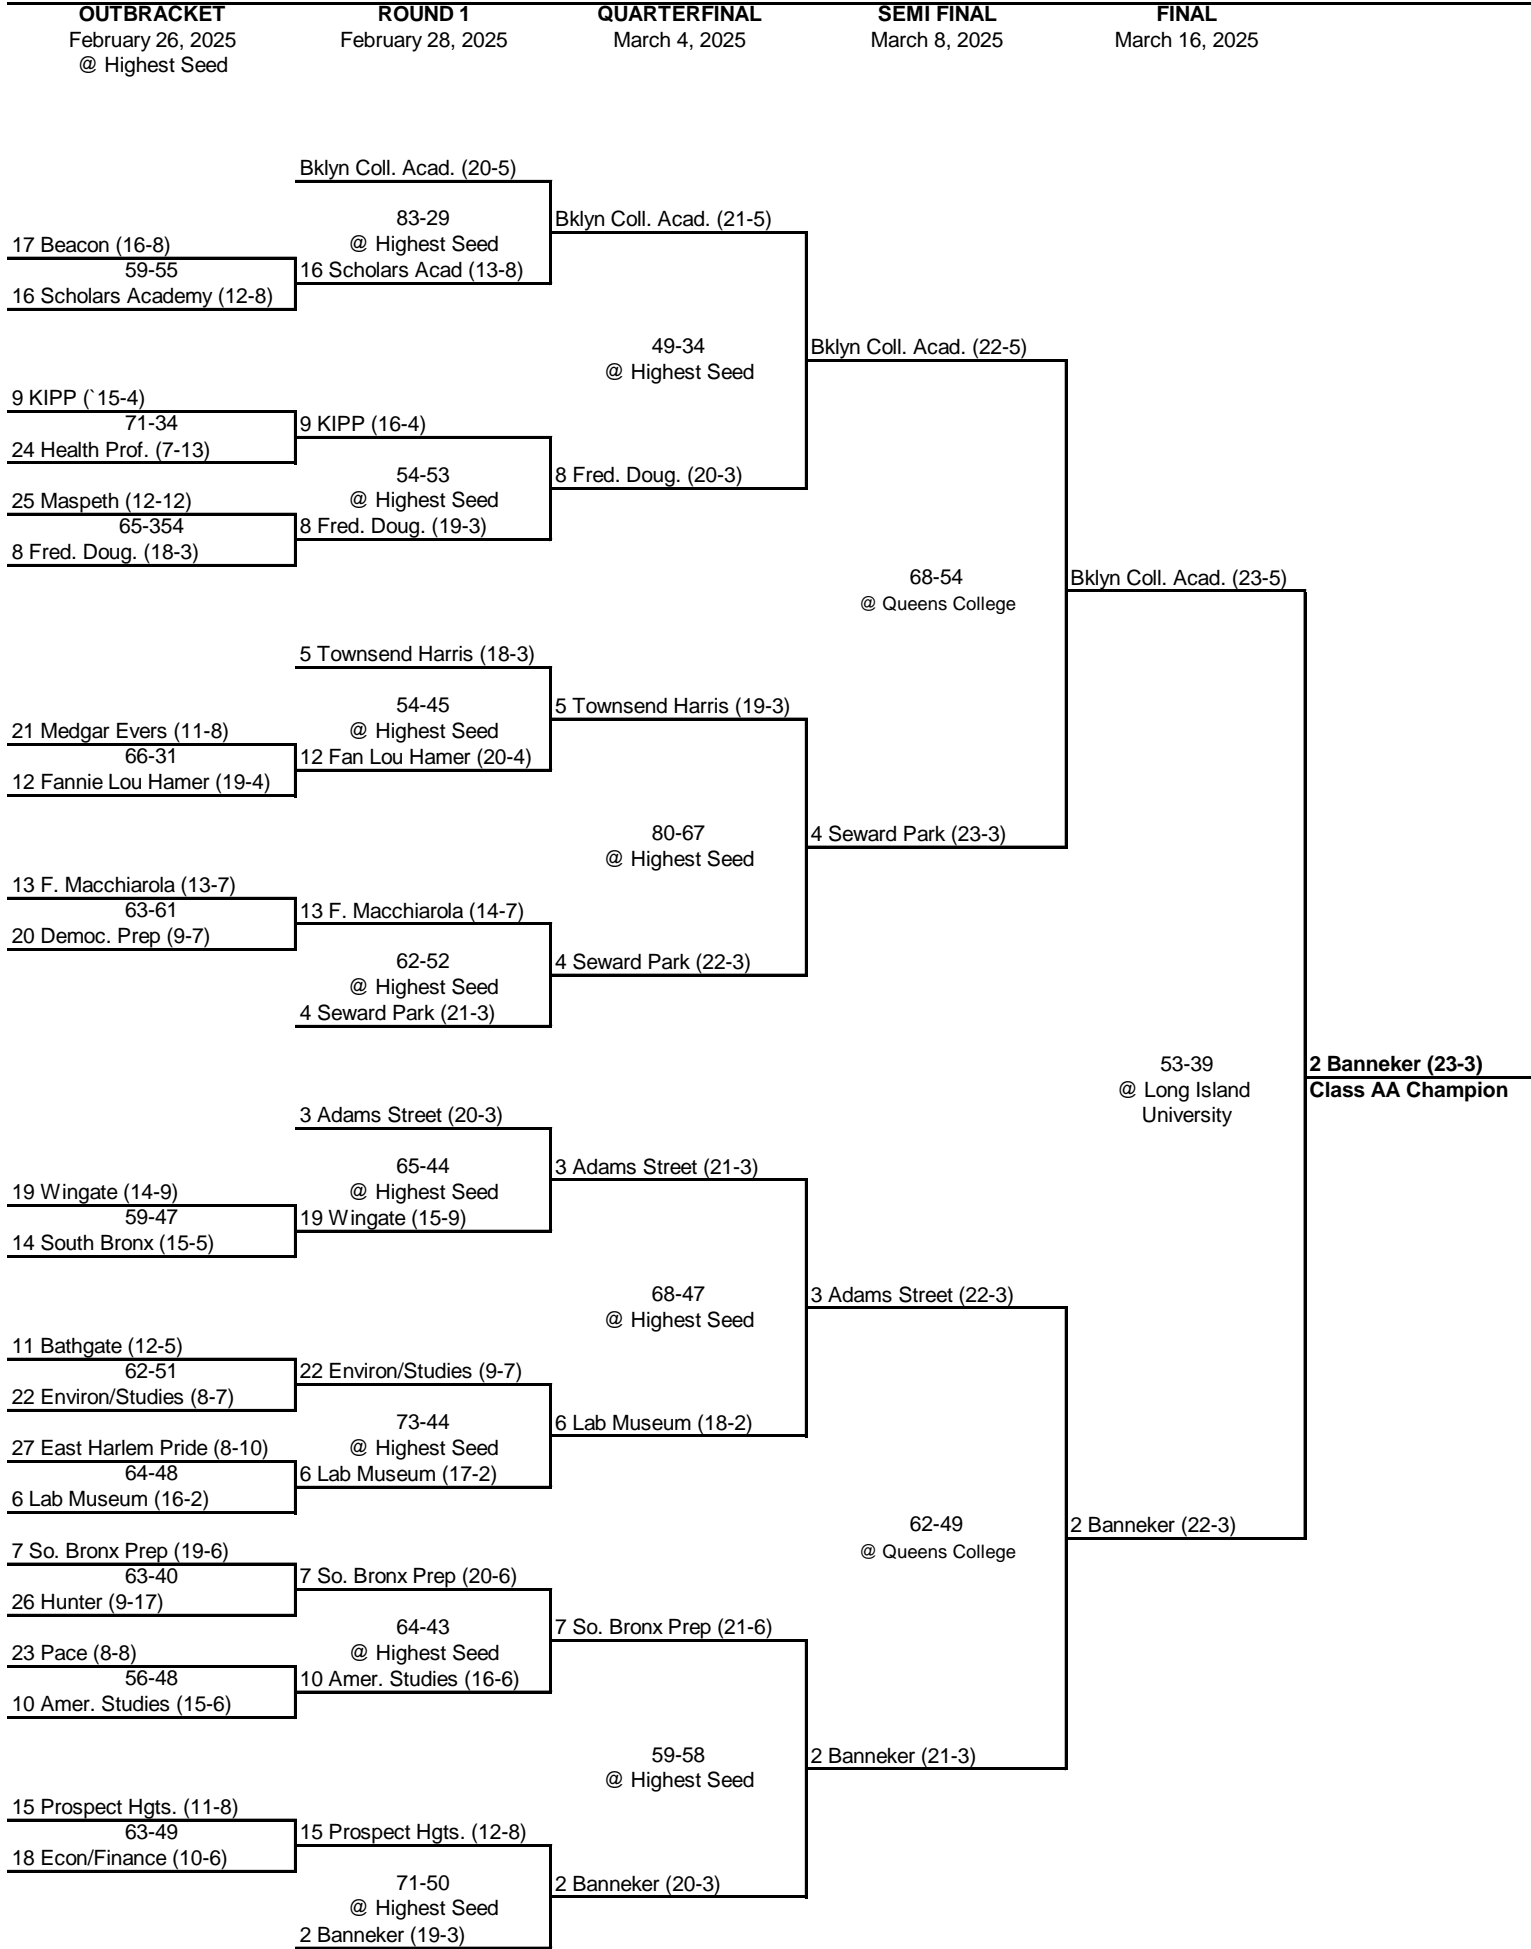 OUTBRACKET
February 26, 2025
@ Highest Seed
ROUND 1
February 28, 2025
QUARTERFINAL
March 4, 2025
SEMI FINAL
March 8, 2025
FINAL
March 16, 2025
17 Beacon (16-8)
59-55
16 Scholars Academy (12-8)
9 KIPP (`15-4)
71-34
24 Health Prof. (7-13)
25 Maspeth (12-12)
65-354
8 Fred. Doug. (18-3)
21 Medgar Evers (11-8)
66-31
12 Fannie Lou Hamer (19-4)
13 F. Macchiarola (13-7)
63-61
20 Democ. Prep (9-7)
19 Wingate (14-9)
59-47
14 South Bronx (15-5)
11 Bathgate (12-5)
62-51
22 Environ/Studies (8-7)
27 East Harlem Pride (8-10)
64-48
6 Lab Museum (16-2)
7 So. Bronx Prep (19-6)
63-40
26 Hunter (9-17)
23 Pace (8-8)
56-48
10 Amer. Studies (15-6)
15 Prospect Hgts. (11-8)
63-49
18 Econ/Finance (10-6)
Bklyn Coll. Acad. (20-5)
83-29
@ Highest Seed
16 Scholars Acad (13-8)
9 KIPP (16-4)
54-53
@ Highest Seed
8 Fred. Doug. (19-3)
5 Townsend Harris (18-3)
54-45
@ Highest Seed
12 Fan Lou Hamer (20-4)
13 F. Macchiarola (14-7)
62-52
@ Highest Seed
4 Seward Park (21-3)
3 Adams Street (20-3)
65-44
@ Highest Seed
19 Wingate (15-9)
22 Environ/Studies (9-7)
73-44
@ Highest Seed
6 Lab Museum (17-2)
7 So. Bronx Prep (20-6)
64-43
@ Highest Seed
10 Amer. Studies (16-6)
15 Prospect Hgts. (12-8)
71-50
@ Highest Seed
2 Banneker (19-3)
Bklyn Coll. Acad. (21-5)
49-34
@ Highest Seed
8 Fred. Doug. (20-3)
5 Townsend Harris (19-3)
80-67
@ Highest Seed
4 Seward Park (22-3)
3 Adams Street (21-3)
68-47
@ Highest Seed
6 Lab Museum (18-2)
7 So. Bronx Prep (21-6)
59-58
@ Highest Seed
2 Banneker (20-3)
Bklyn Coll. Acad. (22-5)
68-54
@ Queens College
4 Seward Park (23-3)
3 Adams Street (22-3)
62-49
@ Queens College
2 Banneker (21-3)
Bklyn Coll. Acad. (23-5)
53-39
@ Long Island
University
2 Banneker (22-3)
2 Banneker (23-3)
Class AA Champion